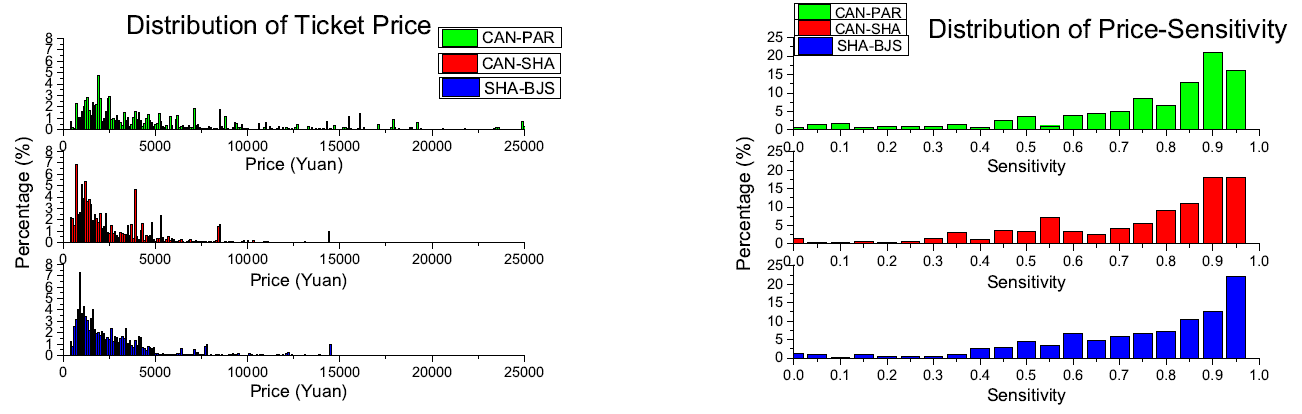 Distribution of Ticket Price
CAN-PAR
CAN-SHA
SHA-BJS
Percentage (%)
8
7
6
5
4
3
2
1
0
0 5000 10000 15000 20000 25000
Price (Yuan)
8
7
6
5
4
3
2
1
0
0 5000 10000 15000 20000 25000
Price (Yuan)
8
7
6
5
4
3
2
1
0
0 5000 10000 15000 20000 25000
Price (Yuan)
CAN-PAR
CAN-SHA
SHA-BJS
Distribution of Price-Sensitivity
Percentage (%)
25
20
15
10
5
0
0.0 0.1 0.2 0.3 0.4 0.5 0.6 0.7 0.8 0.9 1.0
Sensitivity
25
20
15
10
5
0
0.0 0.1 0.2 0.3 0.4 0.5 0.6 0.7 0.8 0.9 1.0
Sensitivity
25
20
15
10
5
0
0.0 0.1 0.2 0.3 0.4 0.5 0.6 0.7 0.8 0.9 1.0
Sensitivity